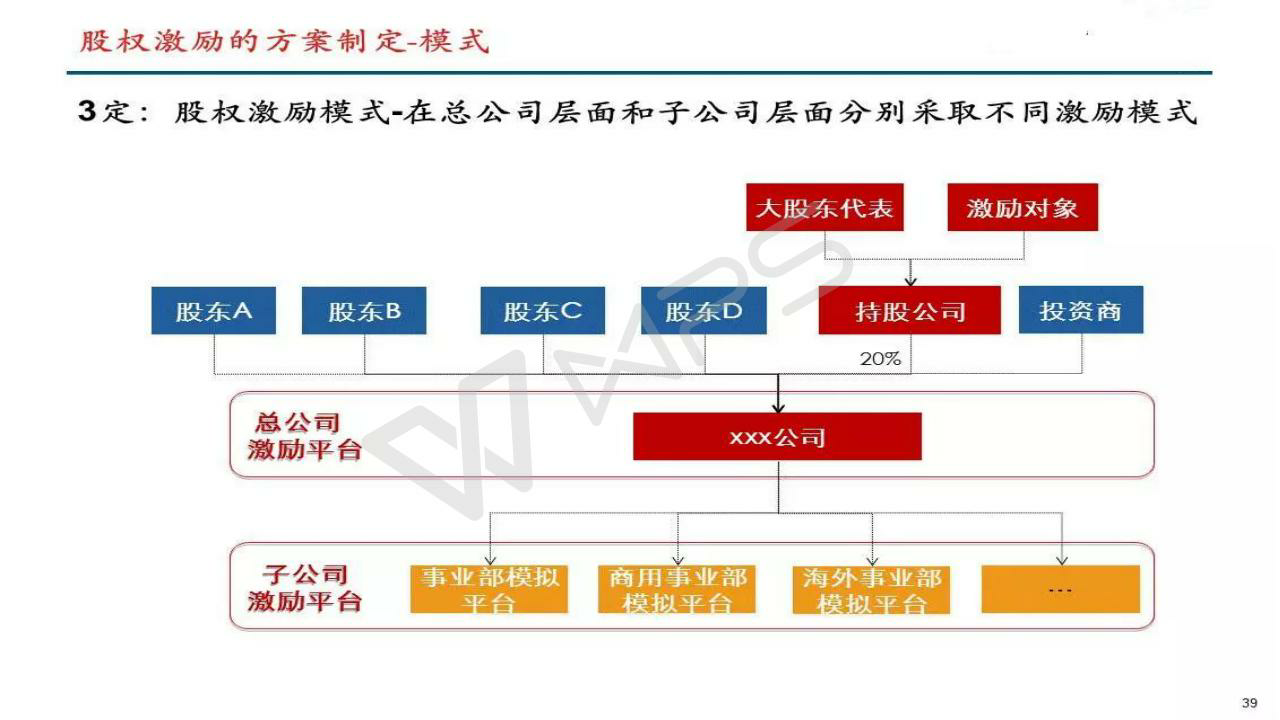 股权激励的方案制定-模式
3定：股权激励模式-在总公司层面和子公司层面分别采取不同激励模式
大股东代表
激励对象
股东A
股东B
股东C
股东D
持股公司
投资商
20%
总公司
激励平台
xxx公司
子公司
激励平台
事业部模拟
平台
商用事业部
模拟平台
海外事业部
模拟平台
...
WPS
39